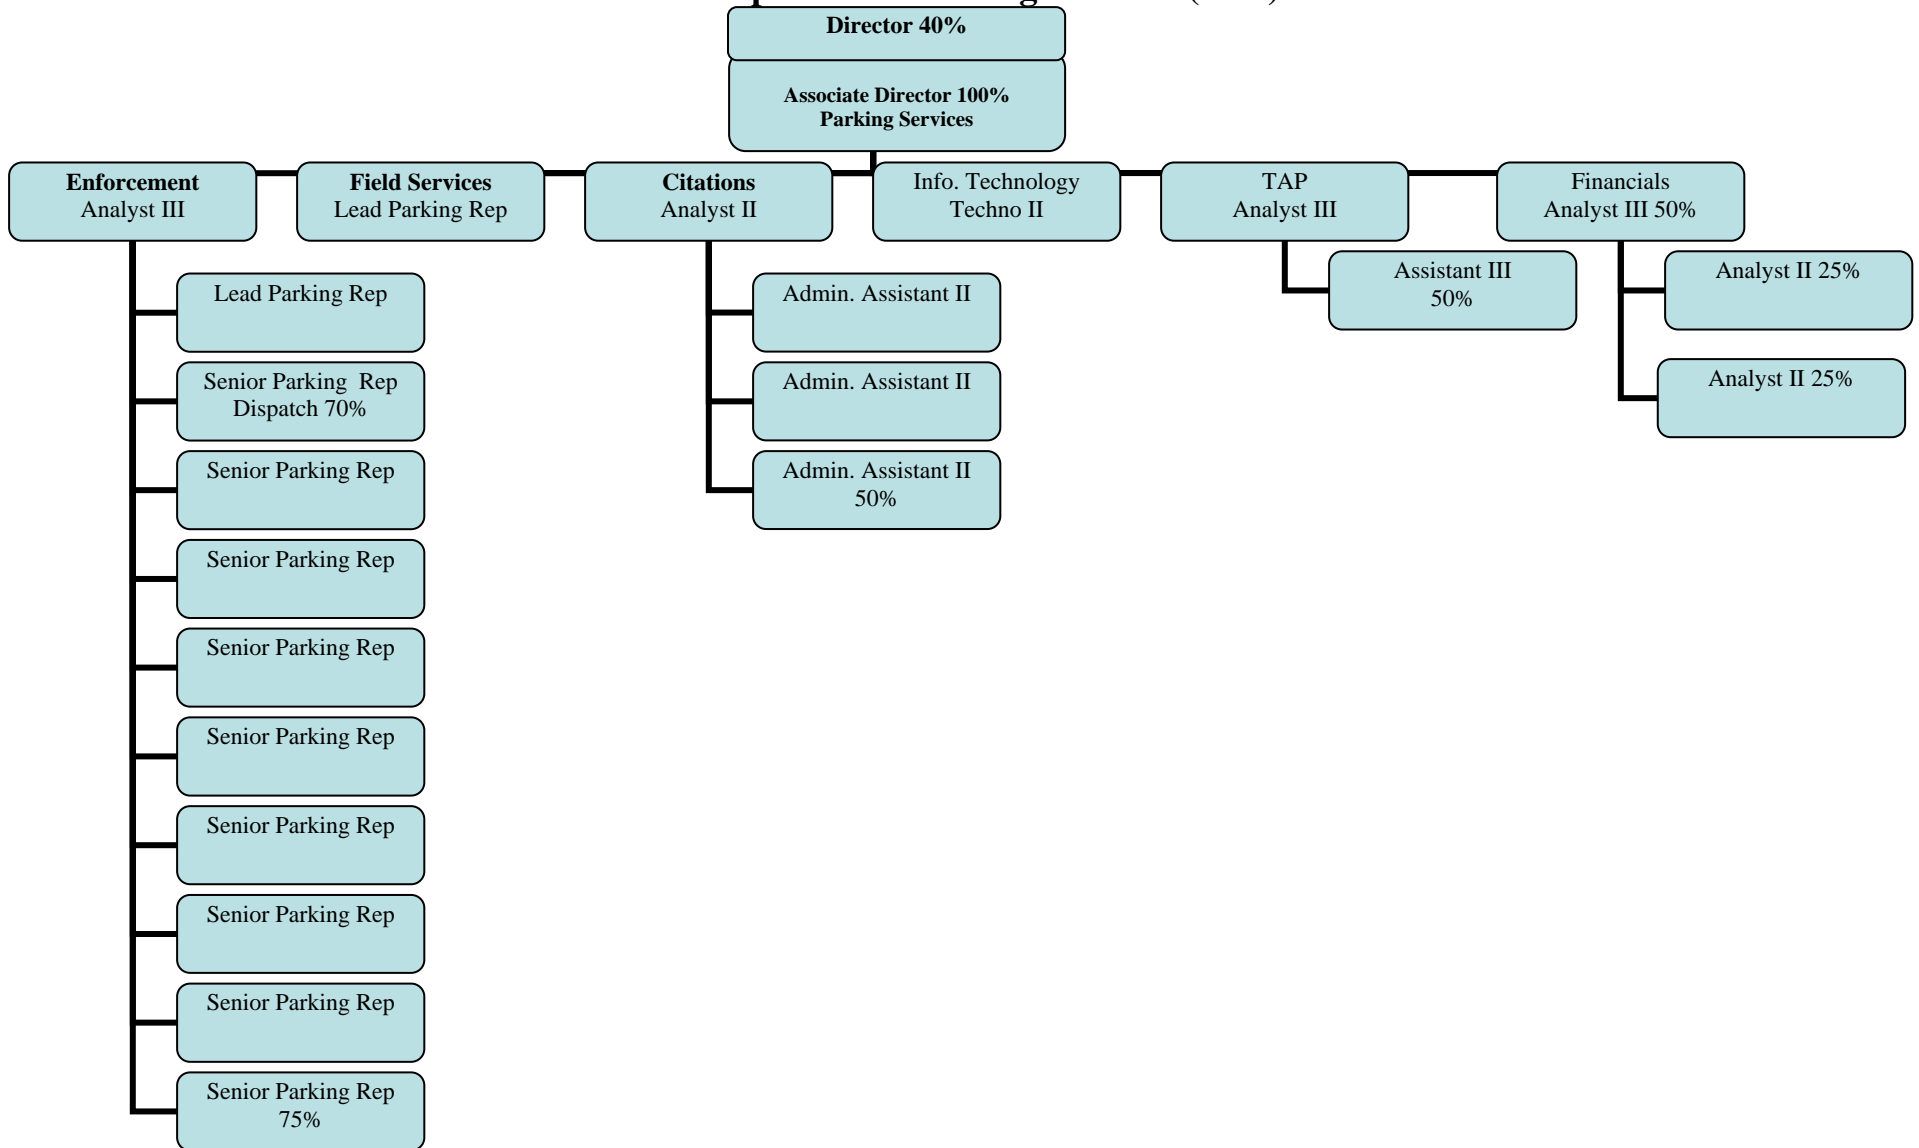 Director 40%
Associate Director 100%
Parking Services
Enforcement
Analyst III
Field Services
Lead Parking Rep
Citations
Analyst II
Info. Technology
Techno II
TAP
Analyst III
Financials
Analyst III 50%
Lead Parking Rep
Senior Parking Rep
Dispatch 70%
Senior Parking Rep
Senior Parking Rep
Senior Parking Rep
Senior Parking Rep
Senior Parking Rep
Senior Parking Rep
Senior Parking Rep
Senior Parking Rep
75%
Admin. Assistant II
Admin. Assistant II
Admin. Assistant II
50%
Assistant III
50%
Analyst II 25%
Analyst II 25%